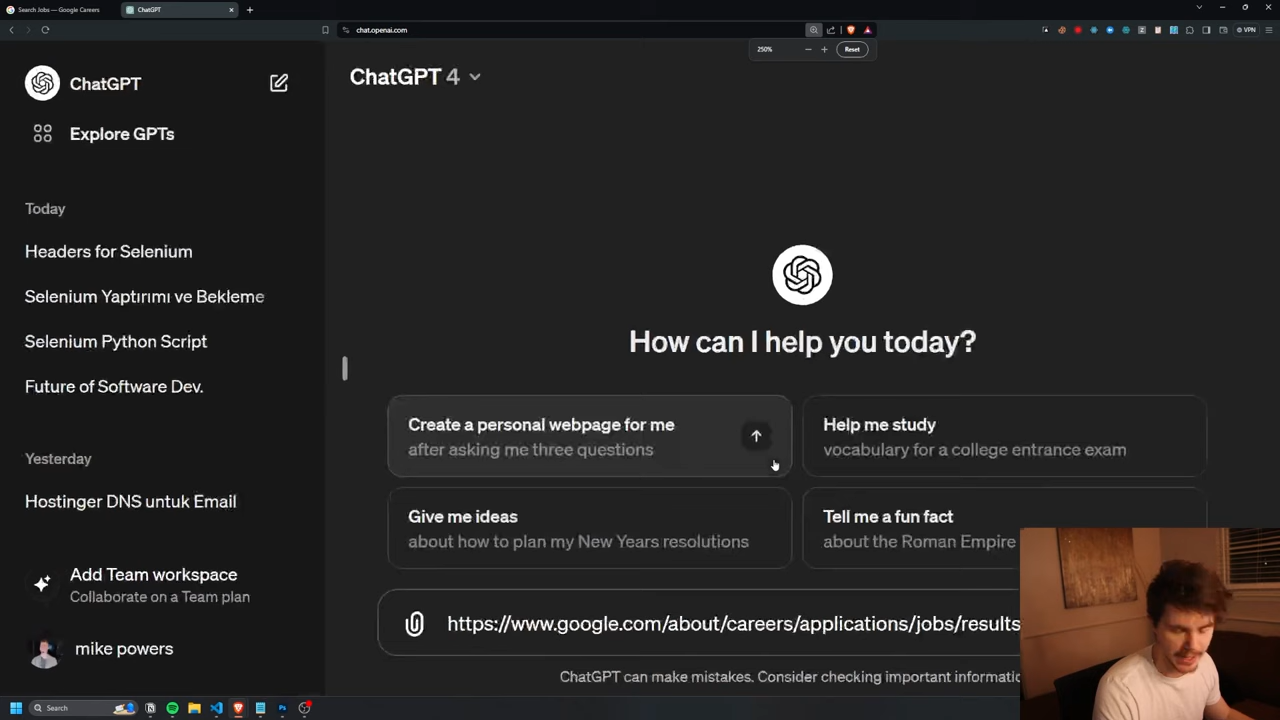 Search Jobs — Google Careers
ChatGPT
chat.openai.com
VPN
250%
Reset
ChatGPT
ChatGPT 4
Explore GPTs
Today
Headers for Selenium
Selenium Yaptırımı ve Bekleme
Selenium Python Script
Future of Software Dev.
Yesterday
Hostinger DNS untuk Email
Add Team workspace
Collaborate on a Team plan
mike powers
How can I help you today?
Create a personal webpage for me
after asking me three questions
Help me study
vocabulary for a college entrance exam
Give me ideas
about how to plan my New Years resolutions
Tell me a fun fact
about the Roman Empire
https://www.google.com/about/careers/applications/jobs/results
ChatGPT can make mistakes. Consider checking important informatio
Search